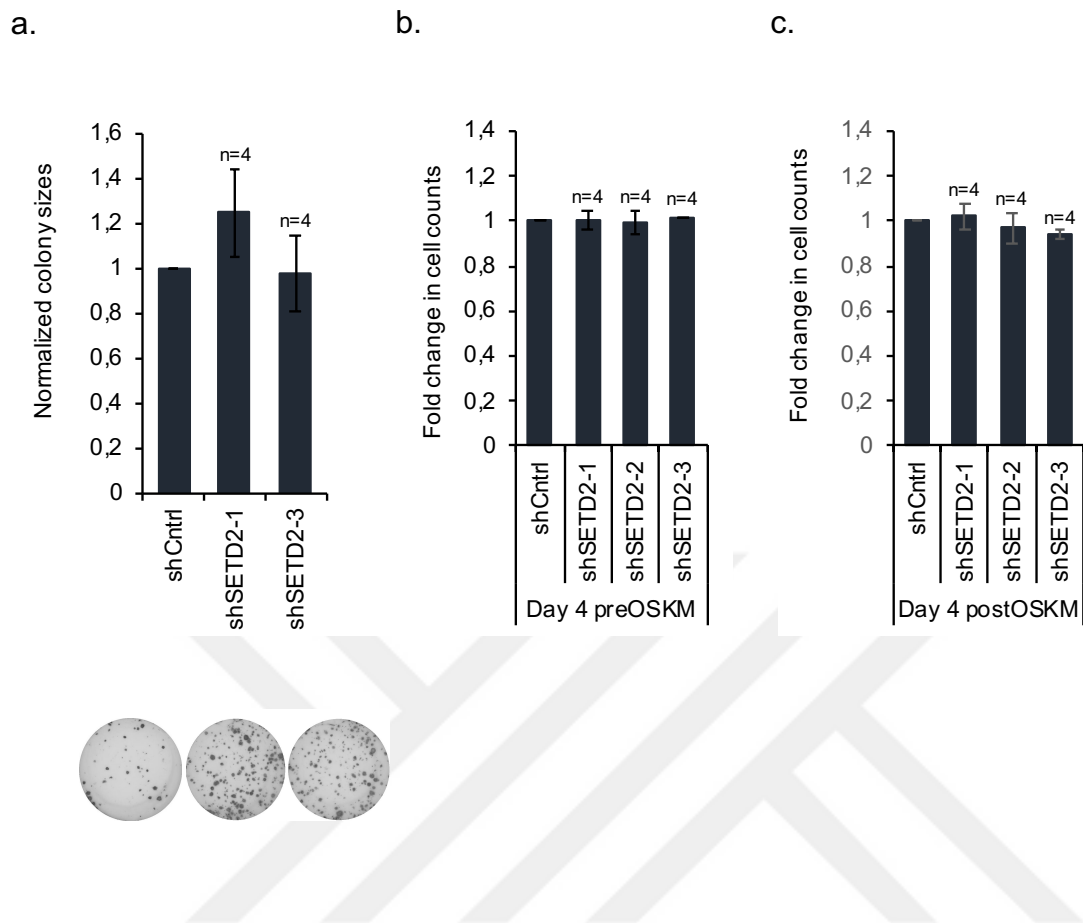 a.
Normalized colony sizes
1,6
1,4
1,2
1
0,8
0,6
0,4
0,2
0
n=4
n=4
shCntrl
shSETD2-1
shSETD2-3
b.
Fold change in cell counts
1,4
1,2
1
0,8
0,6
0,4
0,2
0
n=4
n=4
n=4
shCntrl
shSETD2-1
shSETD2-2
shSETD2-3
Day 4 preOSKM
c.
Fold change in cell counts
1,4
1,2
1
0,8
0,6
0,4
0,2
0
n=4
n=4
n=4
shCntrl
shSETD2-1
shSETD2-2
shSETD2-3
Day 4 postOSKM